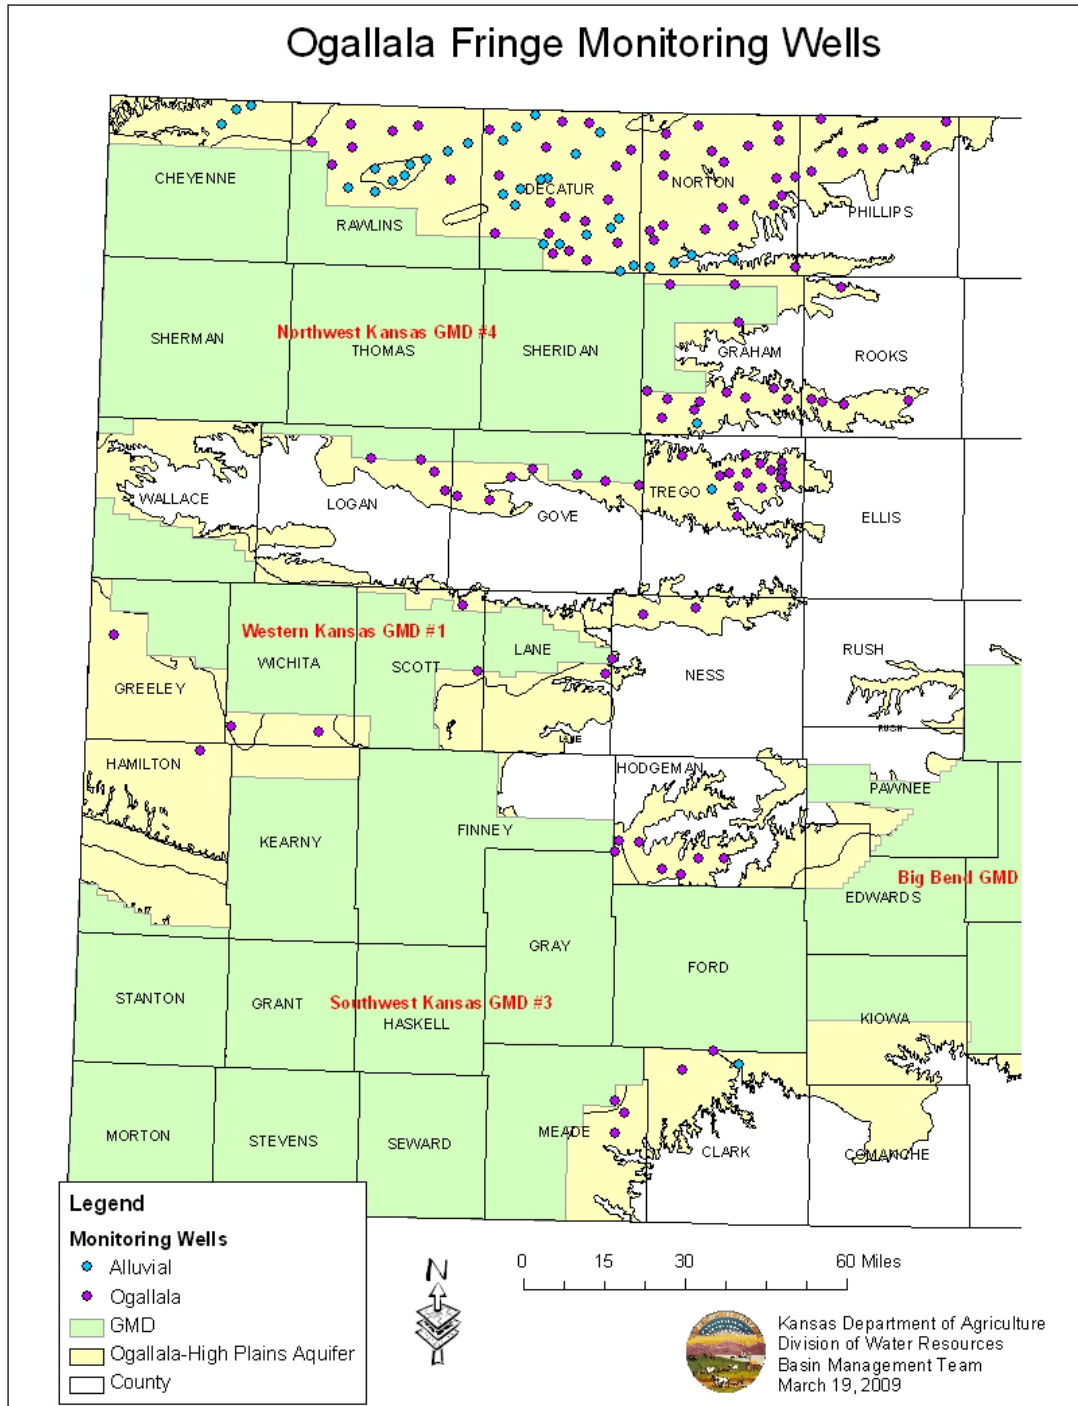 Ogallala Fringe Monitoring Wells
CHEYENNE
RAWLINS
DECATUR
NORTON
PHILLIPS
SHERMAN
Northwest Kansas GMD #4
THOMAS
SHERIDAN
GRAHAM
ROOKS
WALLACE
LOGAN
GOVE
TREGO
ELLIS
Western Kansas GMD #1
GREELEY
WICHITA
SCOTT
LANE
NESS
RUSH
RUSH
LANE
HAMILTON
KEARNY
FINNEY
HODGEMAN
PAWNEE
Big Bend GMD
EDWARDS
GRAY
FORD
STANTON
GRANT
Southwest Kansas GMD #3
HASKELL
KIOWA
MORTON
STEVENS
SEWARD
MEADE
CLARK
COMANCHE
Legend
Monitoring Wells
Alluvial
Ogallala
GMD
Ogallala-High Plains Aquifer
County
N
0 15 30 60 Miles
Kansas Department of Agriculture
Division of Water Resources
Basin Management Team
March 19, 2009